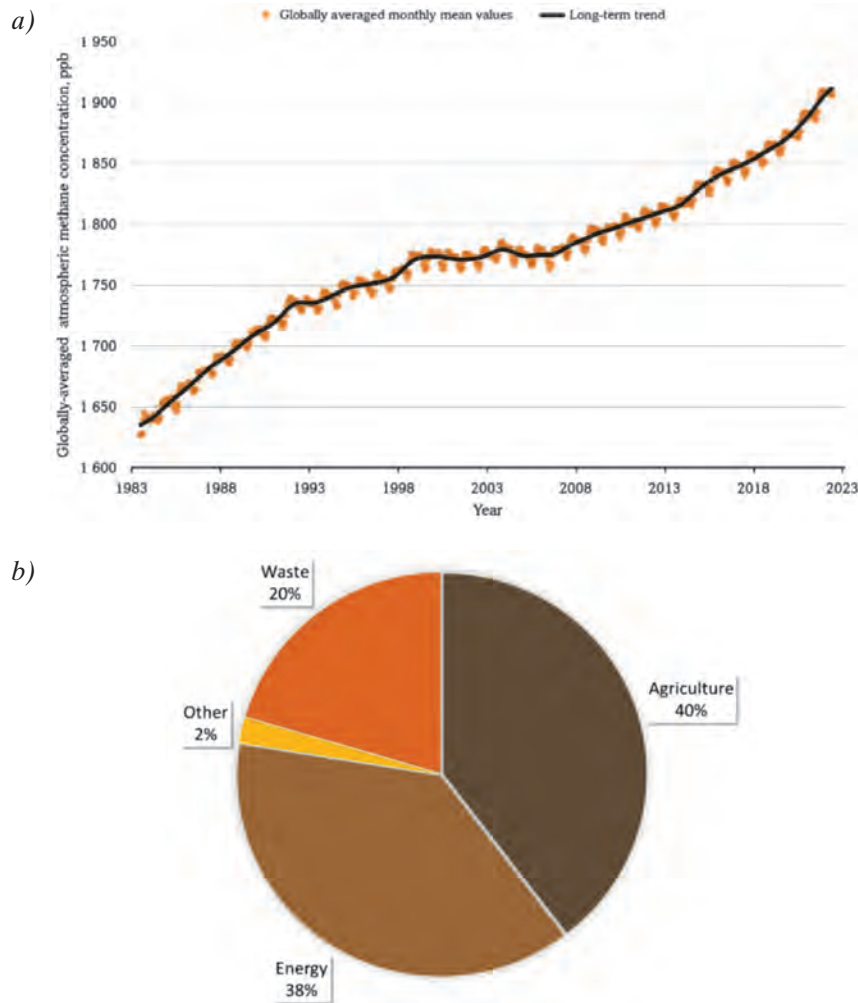 a)
Globally averaged monthly mean values Long-term trend
Globally-averaged atmospheric methane concentration, ppb
1 950
1 900
1 850
1 800
1 750
1 700
1 650
1 600
1983 1988 1993 1998 2003 2008 2013 2018 2023
Year
b)
Waste
20%
Other
2%
Agriculture
40%
Energy
38%